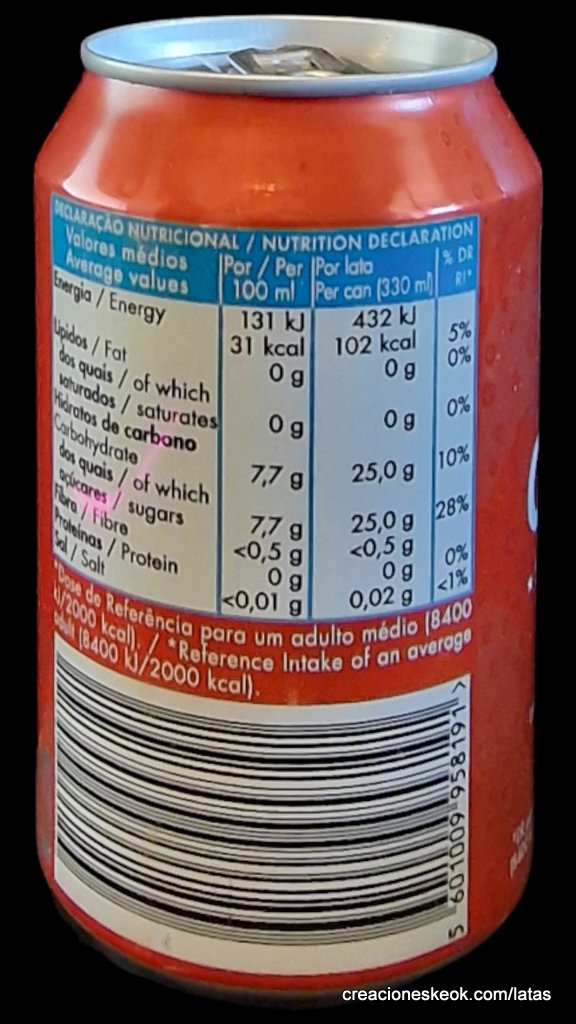 DECLARAÇÃO NUTRICIONAL / NUTRITION DECLARATION
Valores médios
Average values
Por / Per
100 ml
Por lata
Per can (330 ml)
% DR
RI*
Energia / Energy
131 kJ
432 kJ
31 kcal
102 kcal
5%
Lípidos / Fat
0 g
0 g
0%
dos quais / of which
saturados / saturates
0 g
0 g
0%
Hidratos de carbono
Carbohydrate
7,7 g
25,0 g
10%
dos quais / of which
açúcares / sugars
7,7 g
25,0 g
28%
Fibra / Fibre
<0,5 g
<0,5 g
Proteínas / Protein
0 g
0 g
0%
Sal / Salt
<0,01 g
0,02 g
<1%
*Dose de Referência para um adulto médio (8400
kJ/2000 kcal). / *Reference Intake of an average
adult (8400 kJ/2000 kcal).
5 601009 958191 >
creacioneskeok.com/latas